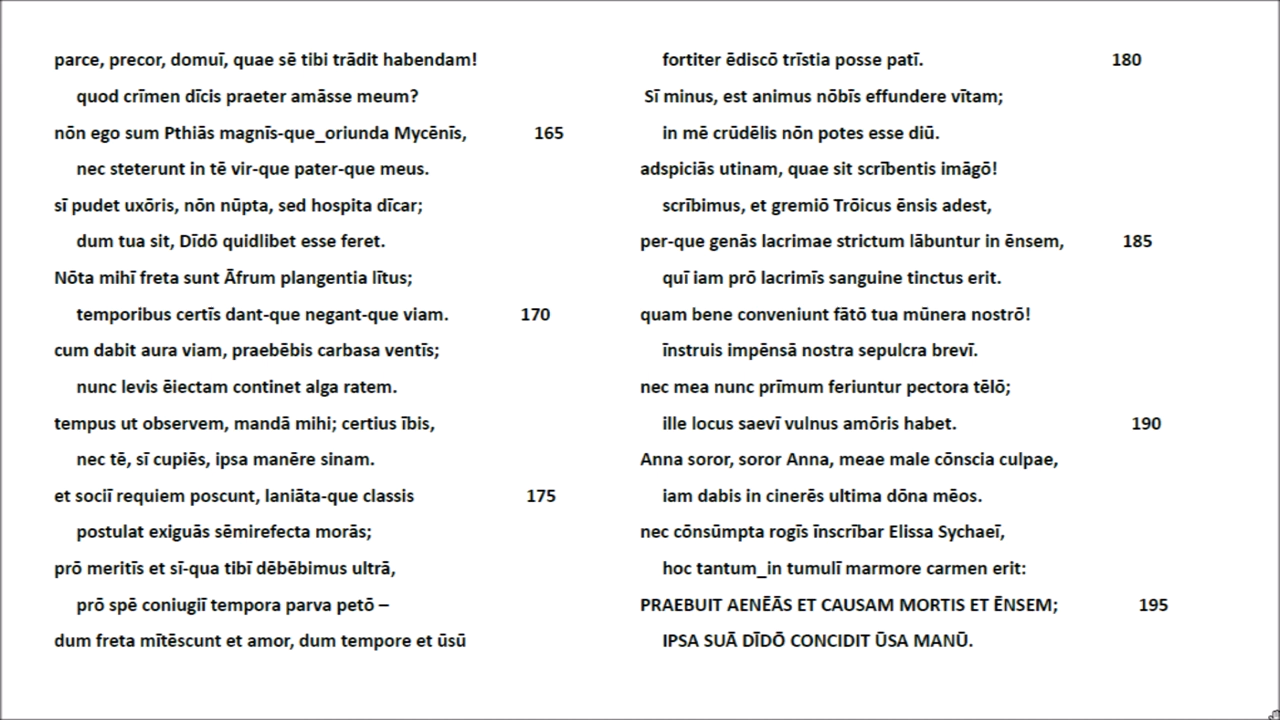 parce, precor, domuī, quae sē tibi trādit habendam!
quod crīmen dīcis praeter amāsse meum?
nōn ego sum Pthiās magnīs-que_oriunda Mycēnīs, 165
nec steterunt in tē vir-que pater-que meus.
sī pudet uxōris, nōn nūpta, sed hospita dīcar;
dum tua sit, Dīdō quidlibet esse feret.
Nōta mihī freta sunt Āfrum plangentia lītus;
temporibus certīs dant-que negant-que viam. 170
cum dabit aura viam, praebēbis carbasa ventīs;
nunc levis ēiectam continet alga ratem.
tempus ut observem, mandā mihi; certius ībis,
nec tē, sī cupiēs, ipsa manēre sinam.
et sociī requiem poscunt, laniāta-que classis 175
postulat exiguās sēmirefecta morās;
prō meritīs et sī-qua tibī dēbēbimus ultrā,
prō spē coniugiī tempora parva petō –
dum freta mītēscunt et amor, dum tempore et ūsū
fortiter ēdiscō trīstia posse patī. 180
Sī minus, est animus nōbīs effundere vītam;
in mē crūdēlis nōn potes esse diū.
adspiciās utinam, quae sit scrībentis imāgō!
scrībimus, et gremiō Trōicus ēnsis adest,
per-que genās lacrimae strictum lābuntur in ēnsem, 185
quī iam prō lacrimīs sanguine tinctus erit.
quam bene conveniunt fātō tua mūnera nostrō!
īnstruis impēnsā nostra sepulcra brevī.
nec mea nunc prīmum feriuntur pectora tēlō;
ille locus saevī vulnus amōris habet. 190
Anna soror, soror Anna, meae male cōnscia culpae,
iam dabis in cinerēs ultima dōna mēos.
nec cōnsūmpta rogīs īnscrībar Elissa Sychaeī,
hoc tantum_in tumulī marmore carmen erit:
PRAEBUIT AENĒĀS ET CAUSAM MORTIS ET ĒNSEM; 195
IPSA SUĀ DĪDŌ CONCIDIT ŪSA MANŪ.